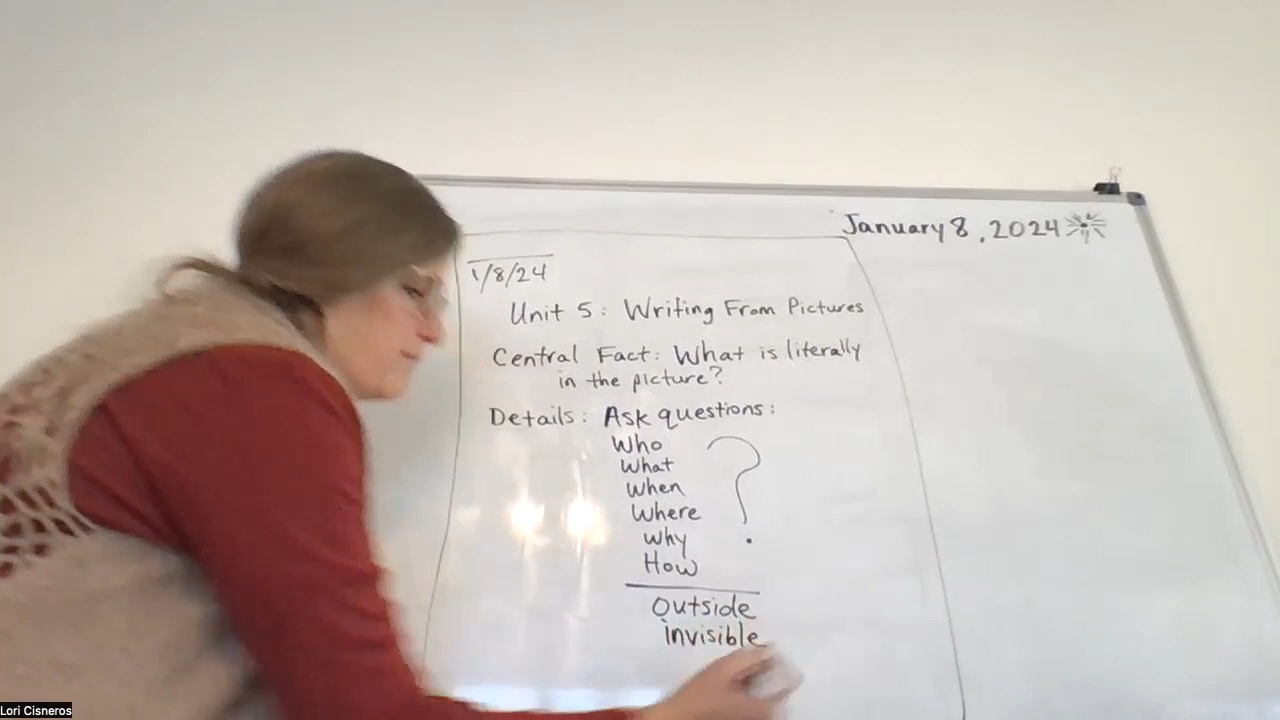 January 8, 2024
1/8/24
Unit 5: Writing From Pictures
Central Fact: What is literally
in the picture?
Details: Ask questions:
Who
What
When
Where
Why
How
?
Outside
invisible
Lori Cisneros